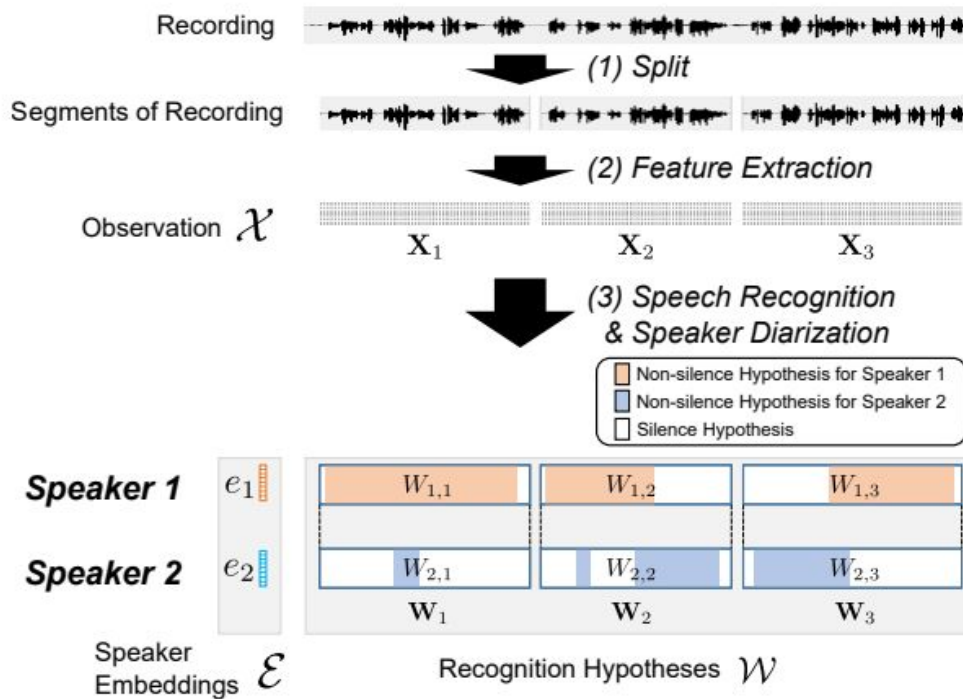 Recording
(1) Split
Segments of Recording
(2) Feature Extraction
Observation 𝒳
X₁ X₂ X₃
(3) Speech Recognition
& Speaker Diarization
Non-silence Hypothesis for Speaker 1
Non-silence Hypothesis for Speaker 2
Silence Hypothesis
Speaker 1 e₁ W₁,₁ W₁,₂ W₁,₃
Speaker 2 e₂ W₂,₁ W₂,₂ W₂,₃
W₁ W₂ W₃
Speaker
Embeddings ℰ
Recognition Hypotheses 𝒲